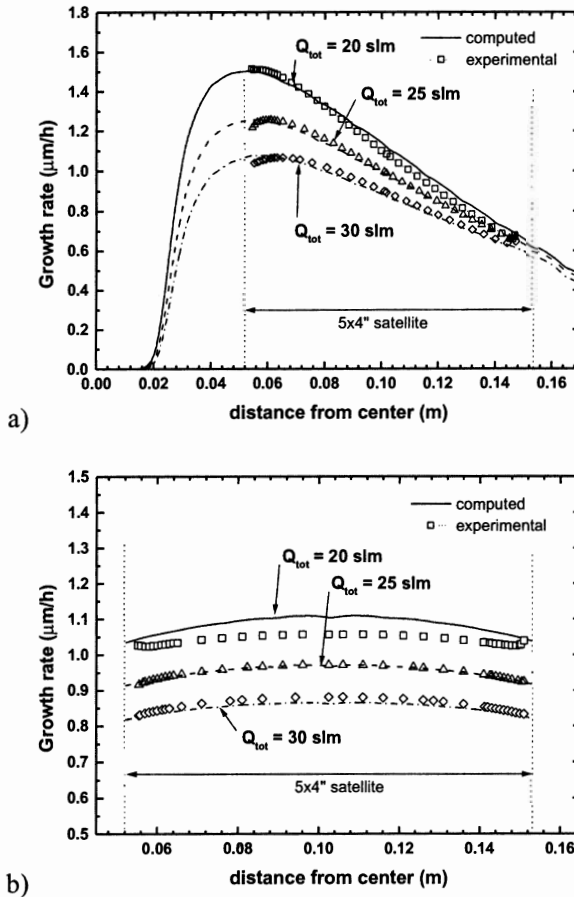 1.8
1.6
1.4
1.2
1.0
0.8
0.6
0.4
0.2
0.0
Growth rate (μm/h)
Q_tot = 20 slm
computed
experimental
Q_tot = 25 slm
Q_tot = 30 slm
5x4" satellite
0.00 0.02 0.04 0.06 0.08 0.10 0.12 0.14 0.16
distance from center (m)
a)
1.5
1.4
1.3
1.2
1.1
1.0
0.9
0.8
0.7
0.6
0.5
Growth rate (μm/h)
computed
experimental
Q_tot = 20 slm
Q_tot = 25 slm
Q_tot = 30 slm
5x4" satellite
0.06 0.08 0.10 0.12 0.14
distance from center (m)
b)